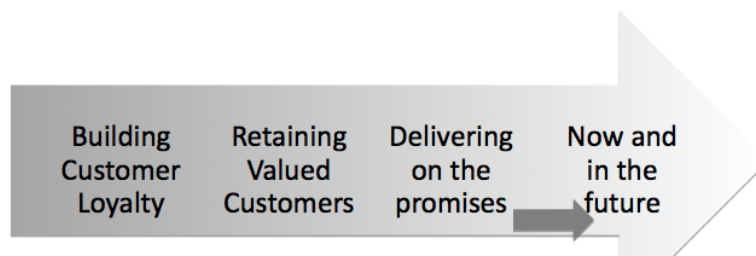 Building
Customer
Loyalty
Retaining
Valued
Customers
Delivering
on the
promises
Now and
in the
future